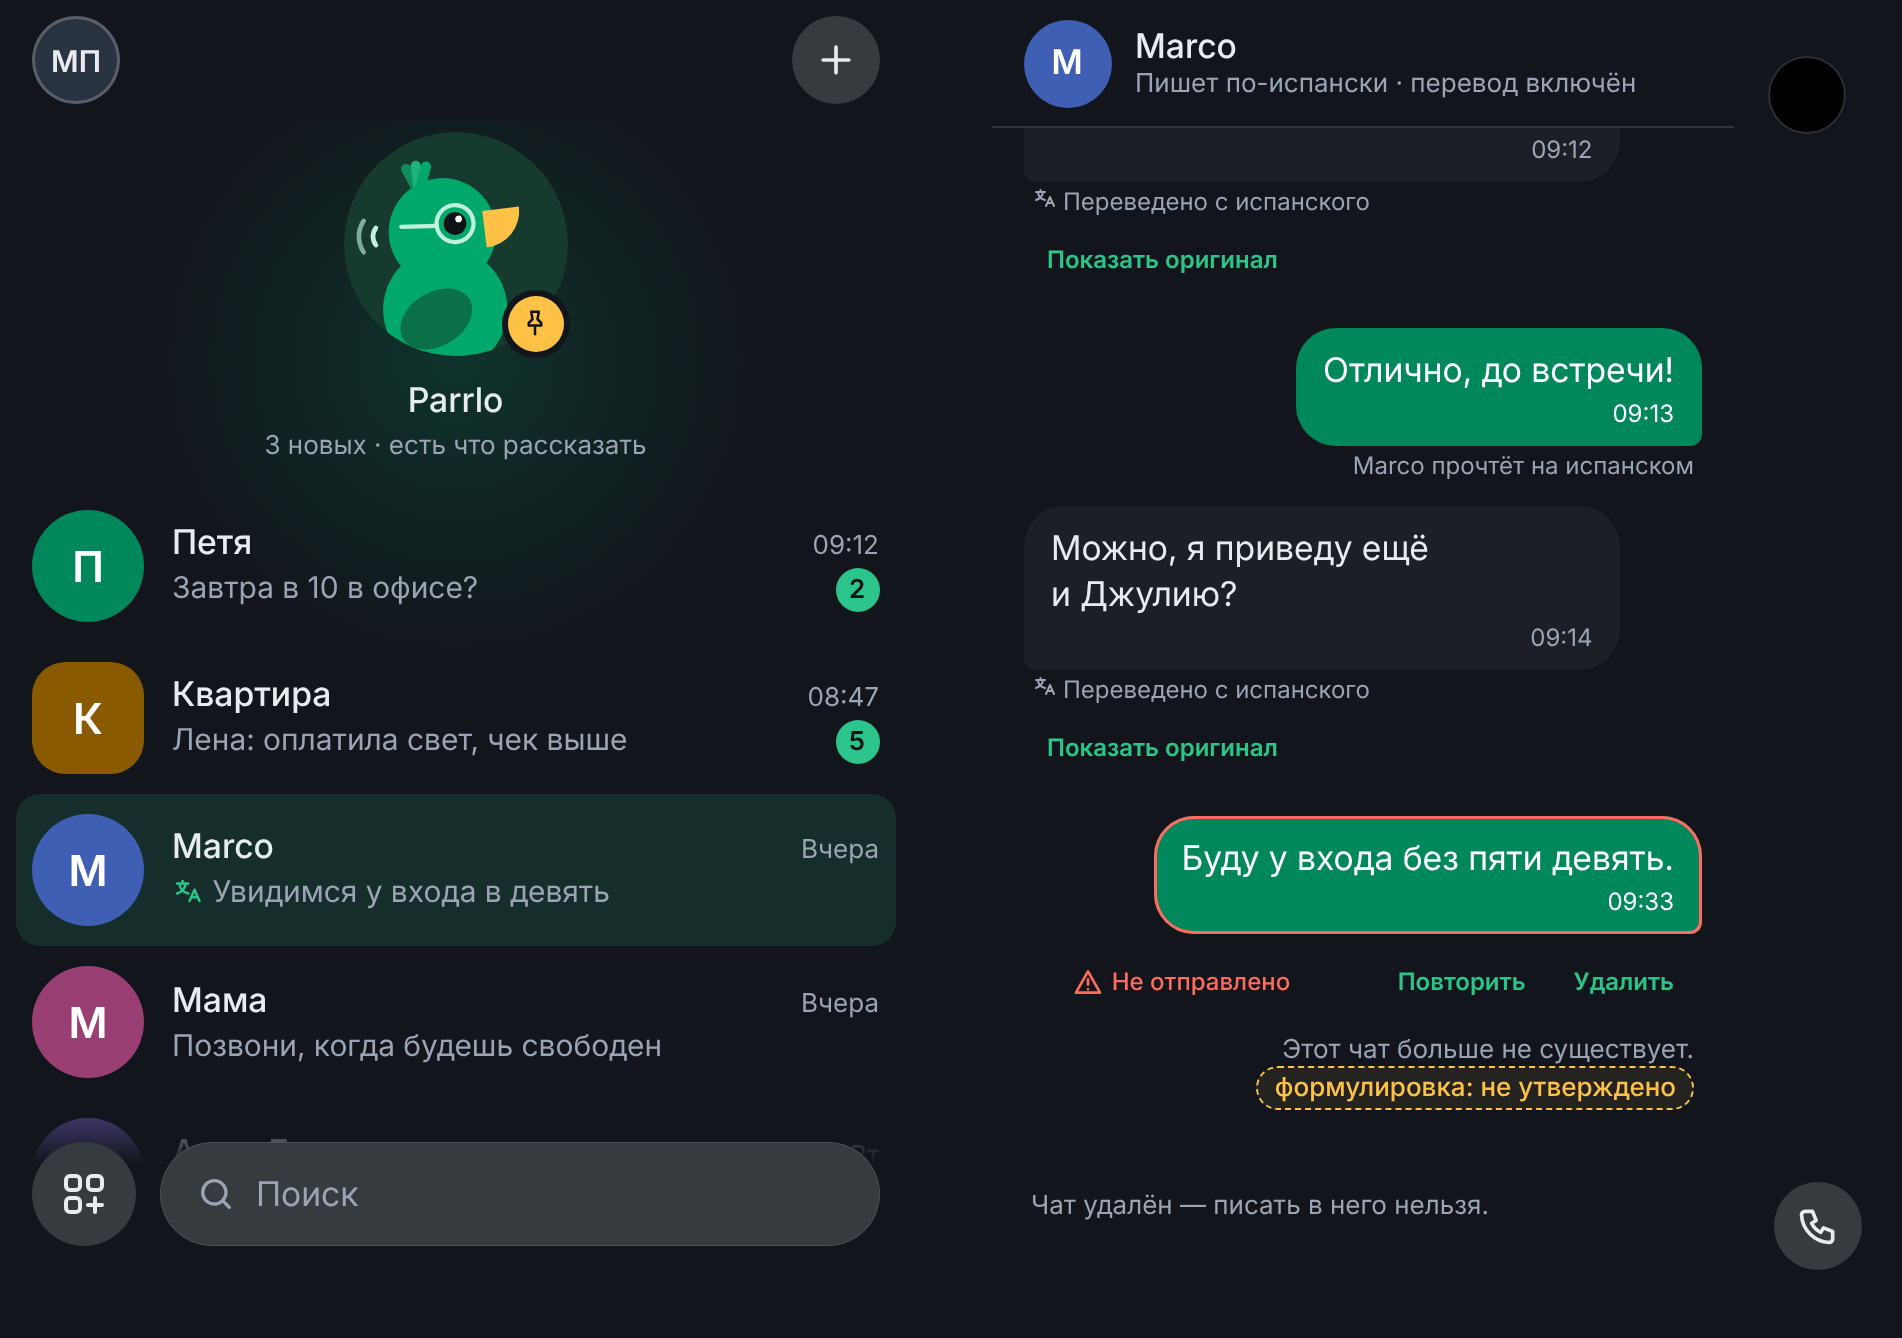 МП
Parrlo
3 новых · есть что рассказать
П
Петя
09:12
Завтра в 10 в офисе?
2
К
Квартира
08:47
Лена: оплатила свет, чек выше
5
M
Marco
Вчера
Увидимся у входа в девять
М
Мама
Вчера
Позвони, когда будешь свободен
Вт
Поиск
M
Marco
Пишет по-испански · перевод включён
09:12
Переведено с испанского
Показать оригинал
Отлично, до встречи!
09:13
Marco прочтёт на испанском
Можно, я приведу ещё
и Джулию?
09:14
Переведено с испанского
Показать оригинал
Буду у входа без пяти девять.
09:33
Не отправлено
Повторить
Удалить
Этот чат больше не существует.
формулировка: не утверждено
Чат удалён — писать в него нельзя.